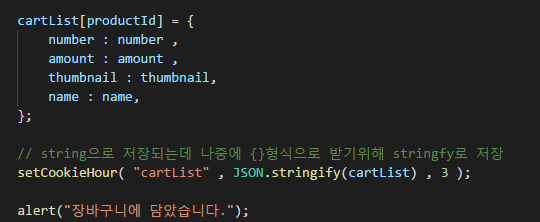 cartList[productId] = {
    number : number ,
    amount : amount ,
    thumbnail : thumbnail,
    name : name,
};
// string으로 저장되는데 나중에 {}형식으로 받기위해 stringfy로 저장
setCookieHour( "cartList" , JSON.stringify(cartList) , 3 );
alert("장바구니에 담았습니다.");